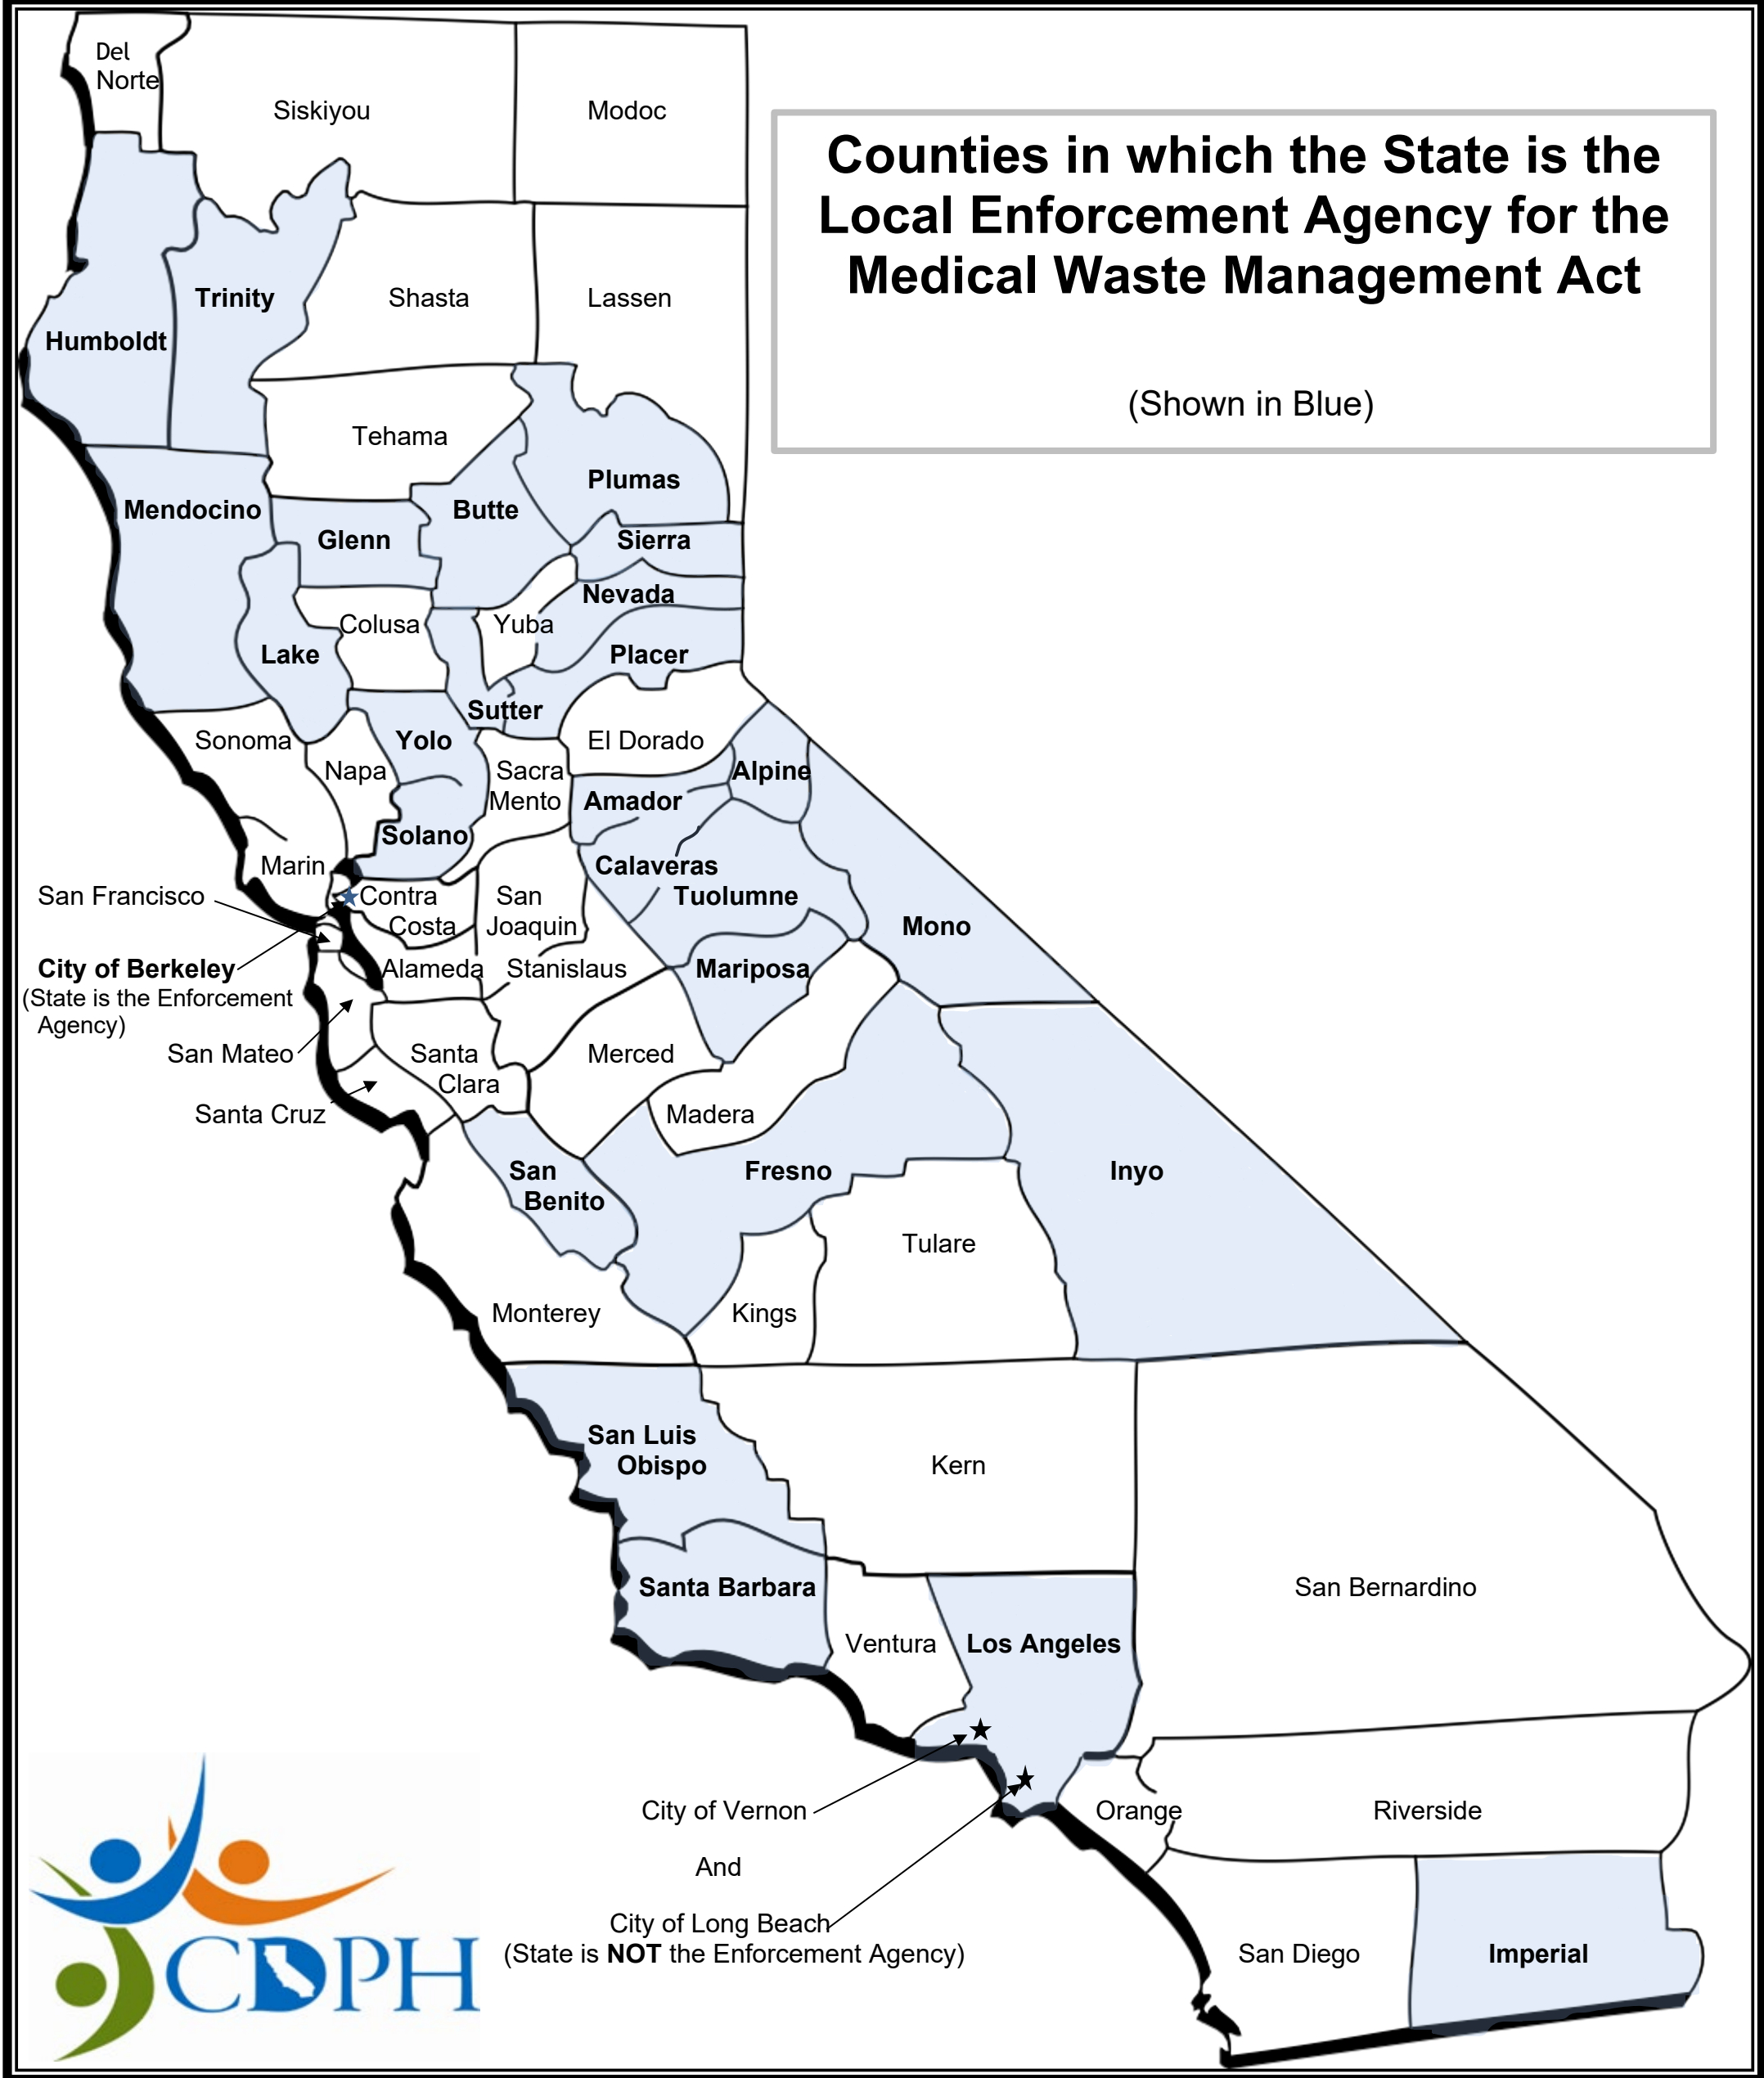 Counties in which the State is the
Local Enforcement Agency for the
Medical Waste Management Act
(Shown in Blue)
Del
Norte
Siskiyou
Modoc
Trinity
Shasta
Lassen
Humboldt
Tehama
Plumas
Mendocino
Butte
Glenn
Sierra
Nevada
Colusa
Yuba
Lake
Placer
Sutter
Sonoma
Yolo
El Dorado
Napa
Sacra
Mento
Alpine
Amador
Solano
Marin
Calaveras
San Francisco
Contra
Costa
San
Joaquin
Tuolumne
Mono
City of Berkeley
(State is the Enforcement
Agency)
Alameda
Stanislaus
Mariposa
San Mateo
Santa
Clara
Merced
Santa Cruz
Madera
San
Benito
Fresno
Inyo
Tulare
Monterey
Kings
San Luis
Obispo
Kern
Santa Barbara
San Bernardino
Ventura
Los Angeles
City of Vernon
And
City of Long Beach
(State is NOT the Enforcement Agency)
Orange
Riverside
San Diego
Imperial
CDPH